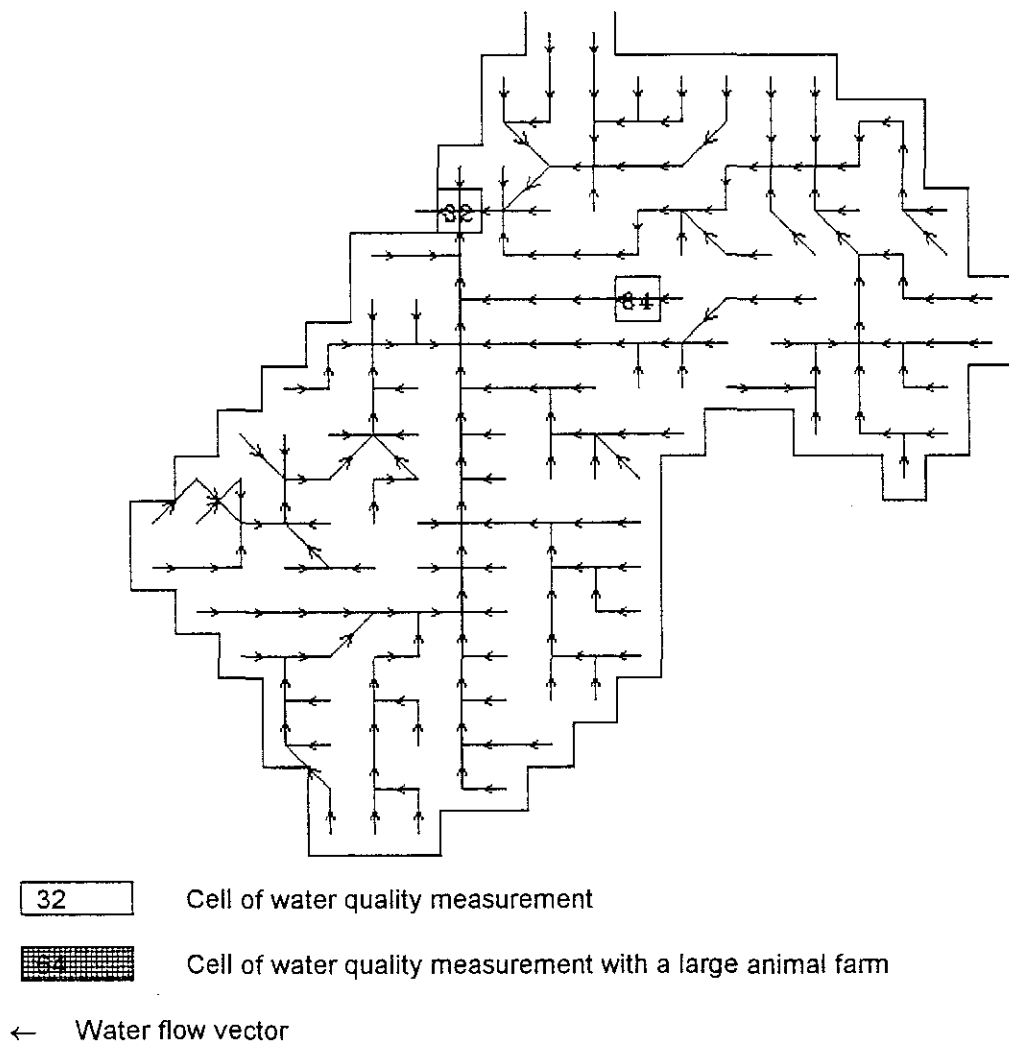 32
64
32 Cell of water quality measurement
64 Cell of water quality measurement with a large animal farm
← Water flow vector